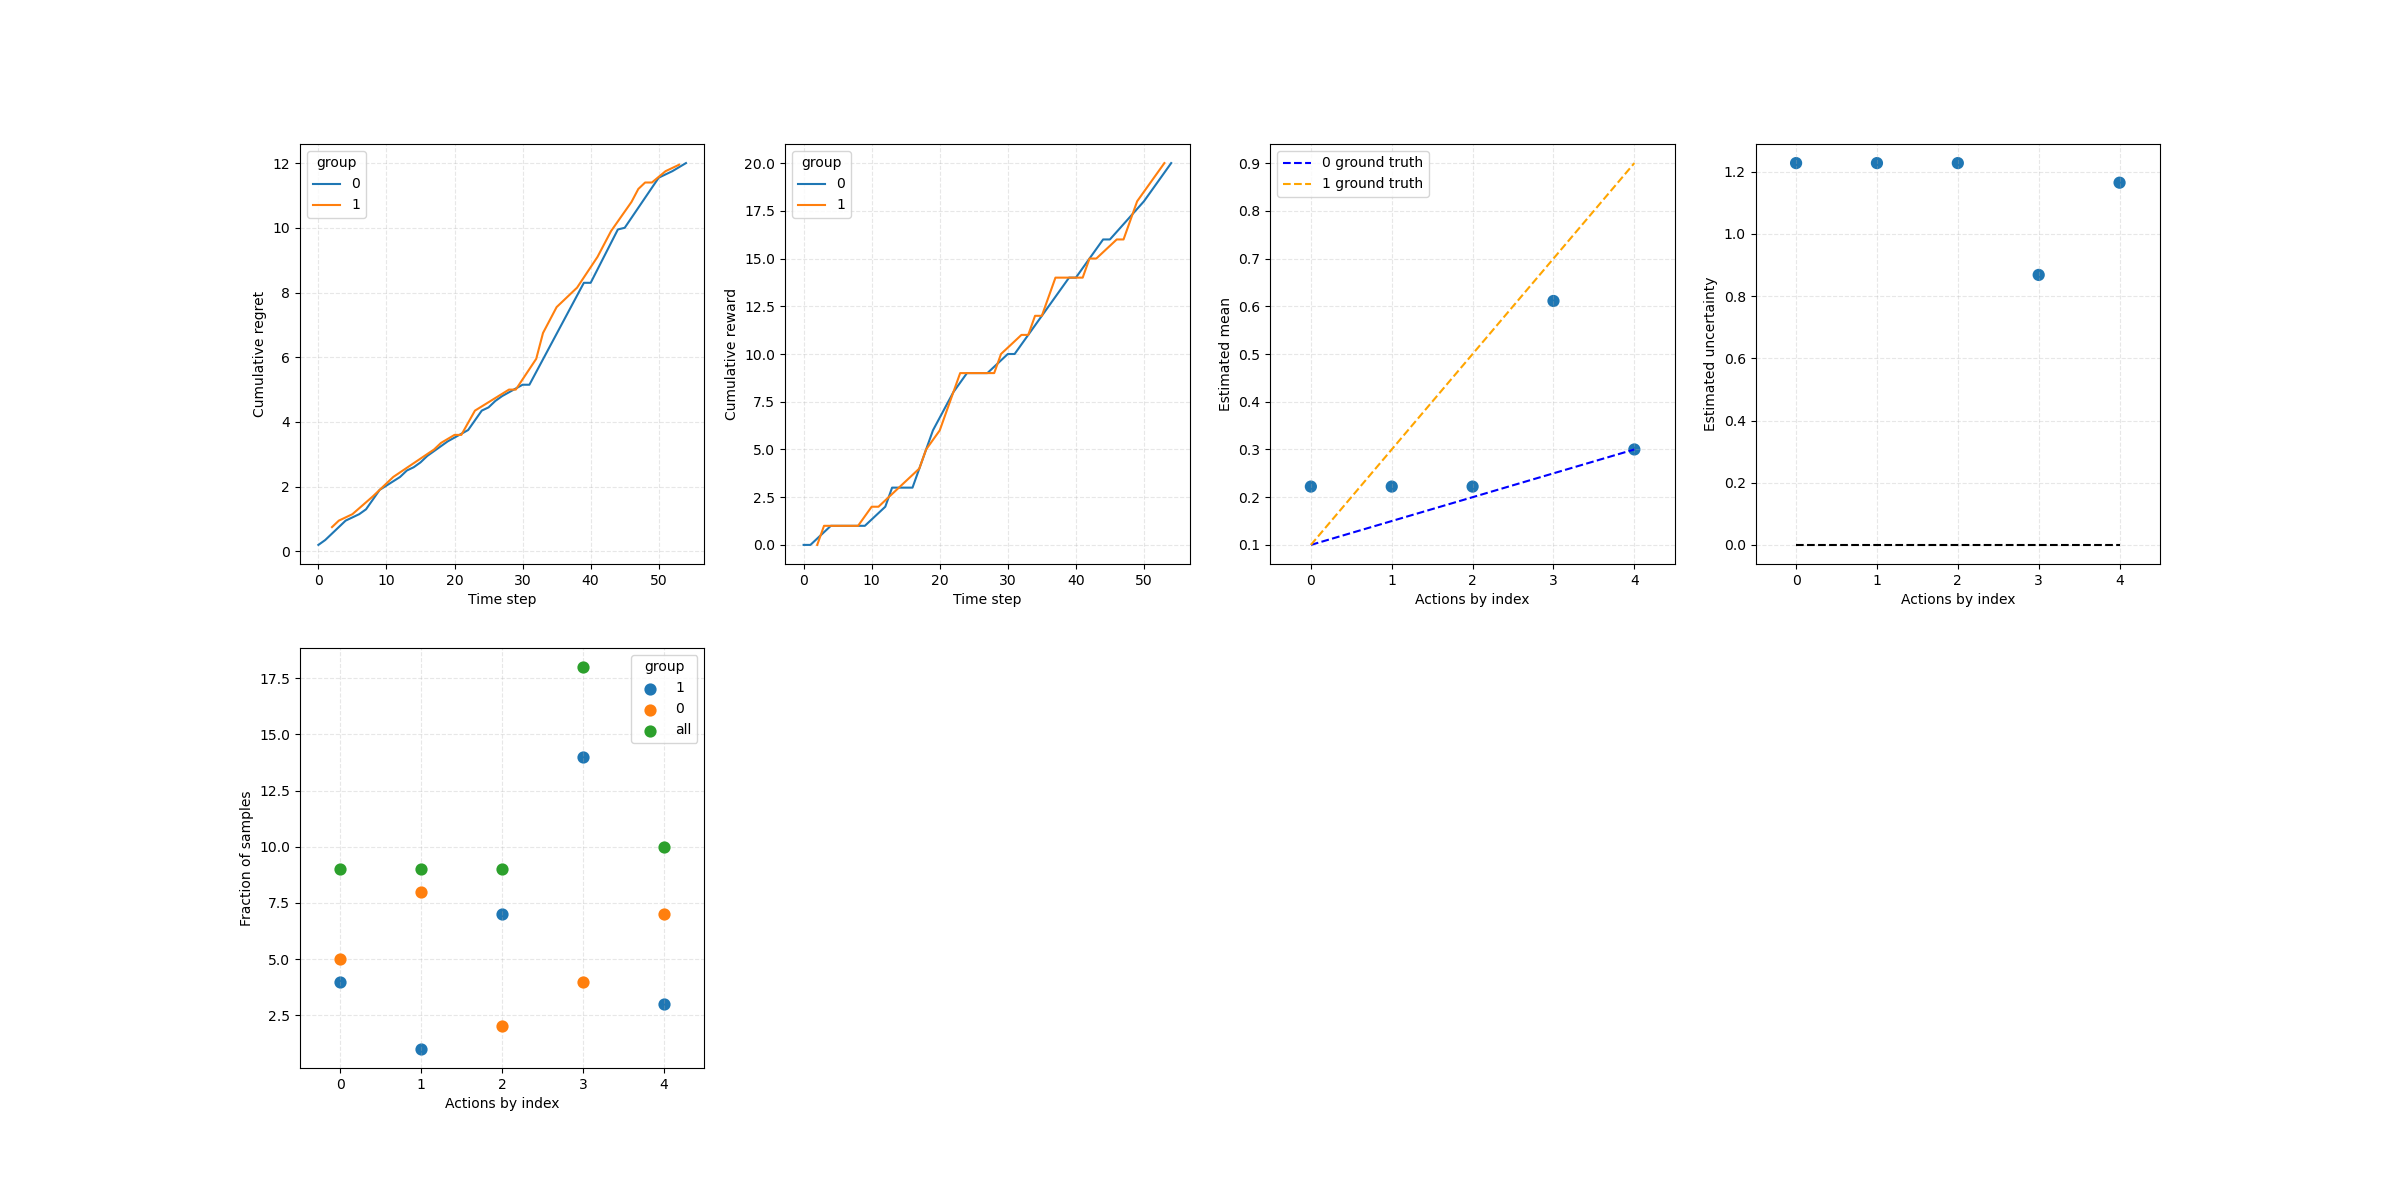 group
0
1
12
10
8
6
4
2
0
Cumulative regret
0 10 20 30 40 50
Time step
group
0
1
20.0
17.5
15.0
12.5
10.0
7.5
5.0
2.5
0.0
Cumulative reward
0 10 20 30 40 50
Time step
0 ground truth
1 ground truth
0.9
0.8
0.7
0.6
0.5
0.4
0.3
0.2
0.1
Estimated mean
0 1 2 3 4
Actions by index
1.2
1.0
0.8
0.6
0.4
0.2
0.0
Estimated uncertainty
0 1 2 3 4
Actions by index
group
1
0
all
17.5
15.0
12.5
10.0
7.5
5.0
2.5
Fraction of samples
0 1 2 3 4
Actions by index